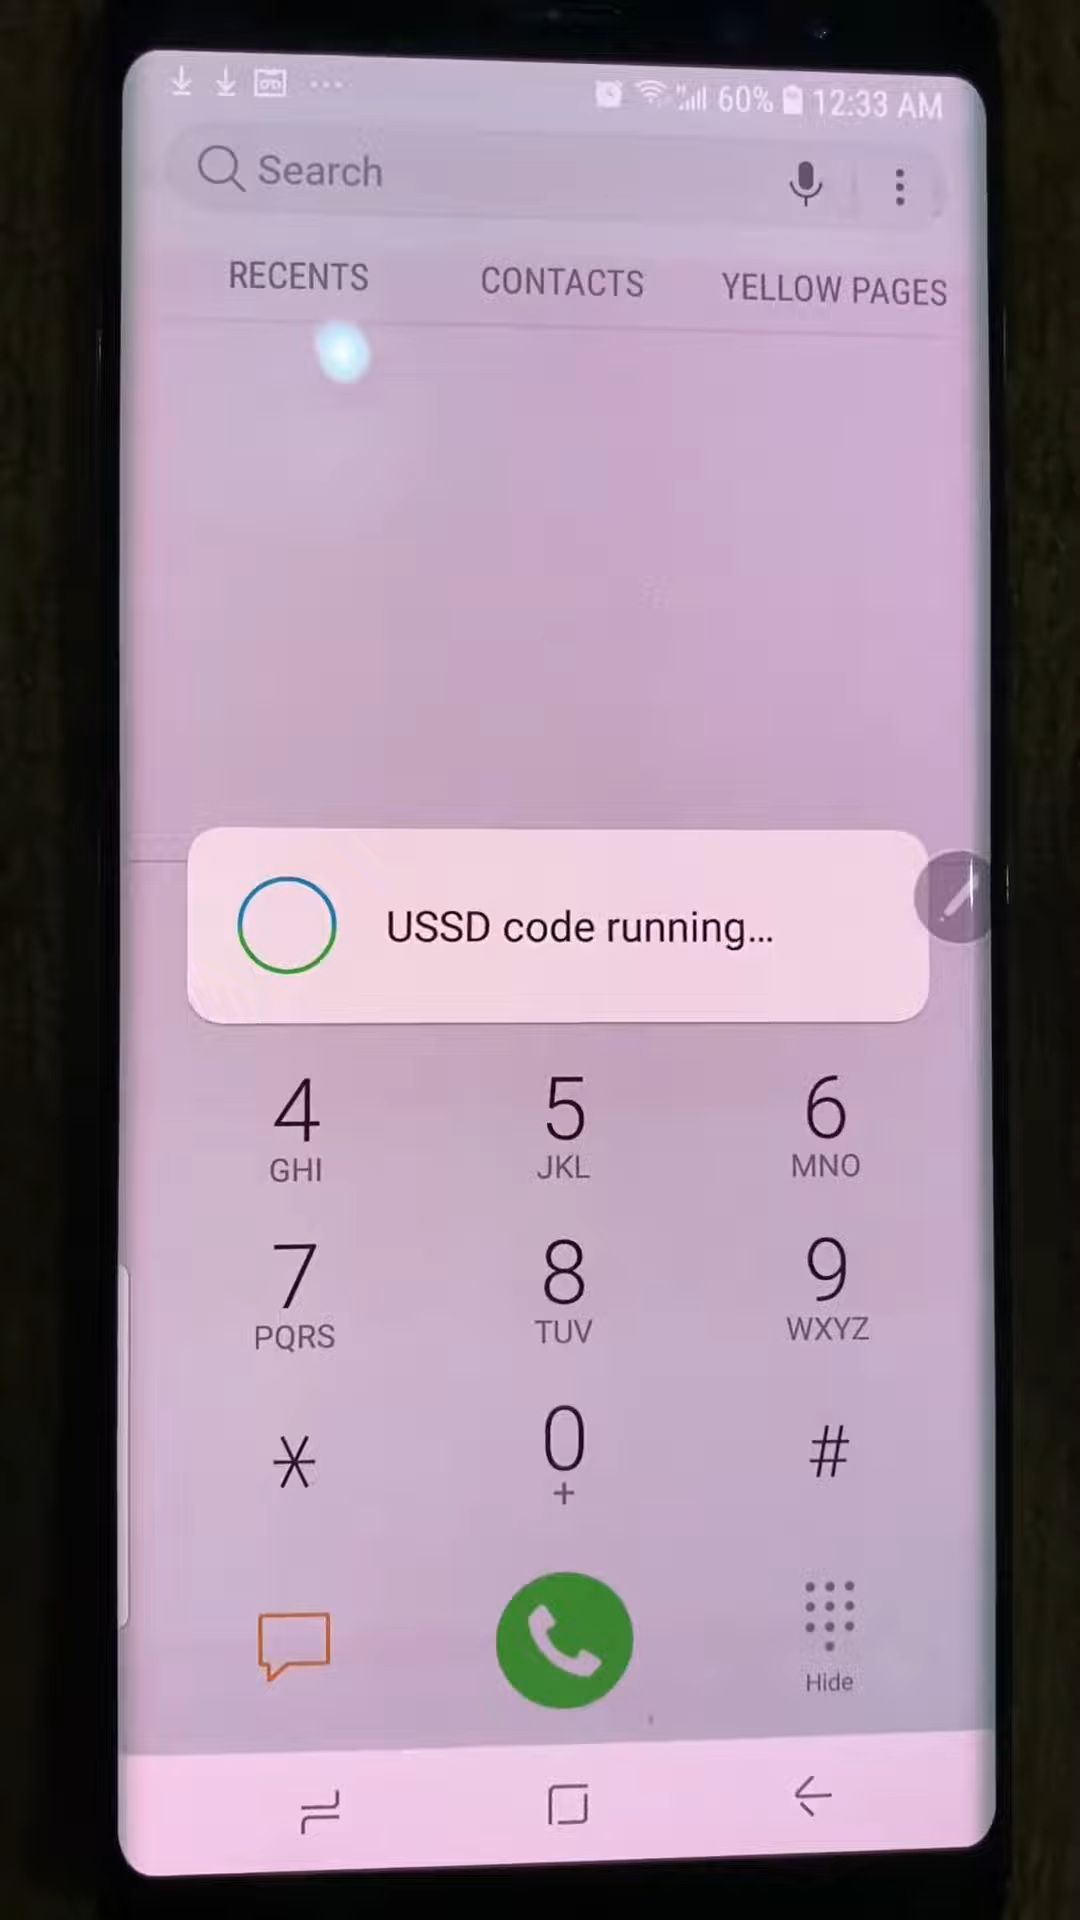 60% 12:33 AM
Search
RECENTS CONTACTS YELLOW PAGES
USSD code running...
4 5 6
GHI JKL MNO
7 8 9
PQRS TUV WXYZ
* 0 #
+
Hide